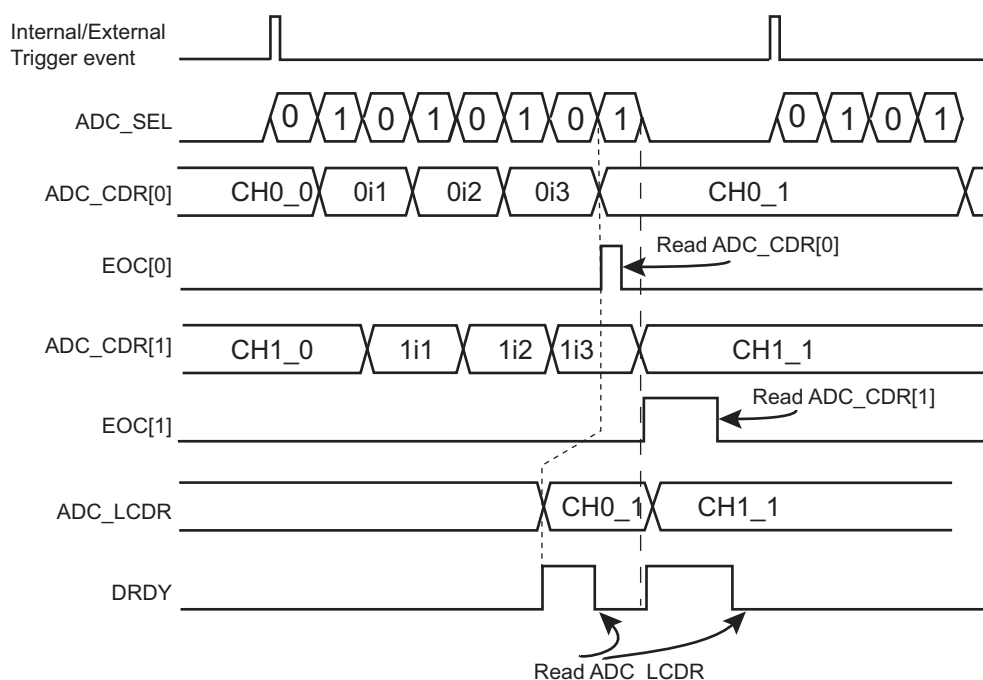 Internal/External
Trigger event
ADC_SEL
0 1 0 1 0 1 0 1 0 1 0 1
ADC_CDR[0]
CH0_0 0i1 0i2 0i3 CH0_1
EOC[0]
Read ADC_CDR[0]
ADC_CDR[1]
CH1_0 1i1 1i2 1i3 CH1_1
EOC[1]
Read ADC_CDR[1]
ADC_LCDR
CH0_1 CH1_1
DRDY
Read ADC_LCDR